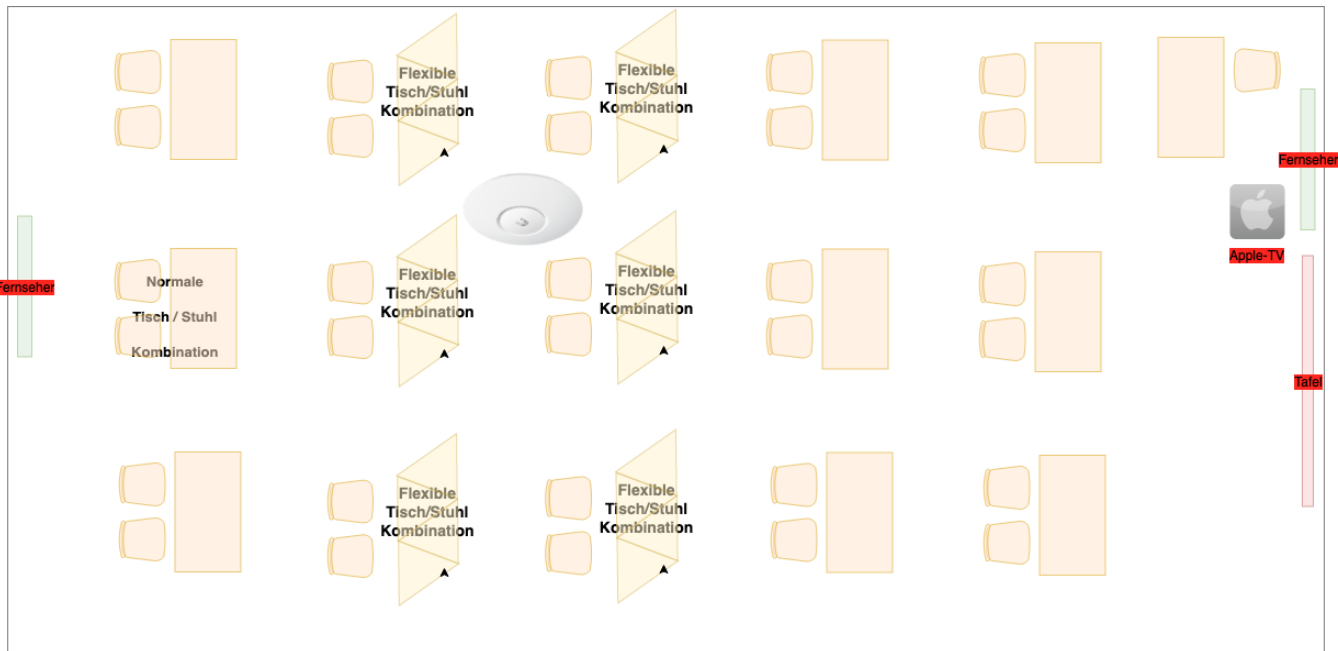 Flexible
Tisch/Stuhl
Kombination
Flexible
Tisch/Stuhl
Kombination
Fernseher
Apple-TV
Fernseher
Normale
Tisch / Stuhl
Kombination
Flexible
Tisch/Stuhl
Kombination
Flexible
Tisch/Stuhl
Kombination
Tafel
Flexible
Tisch/Stuhl
Kombination
Flexible
Tisch/Stuhl
Kombination